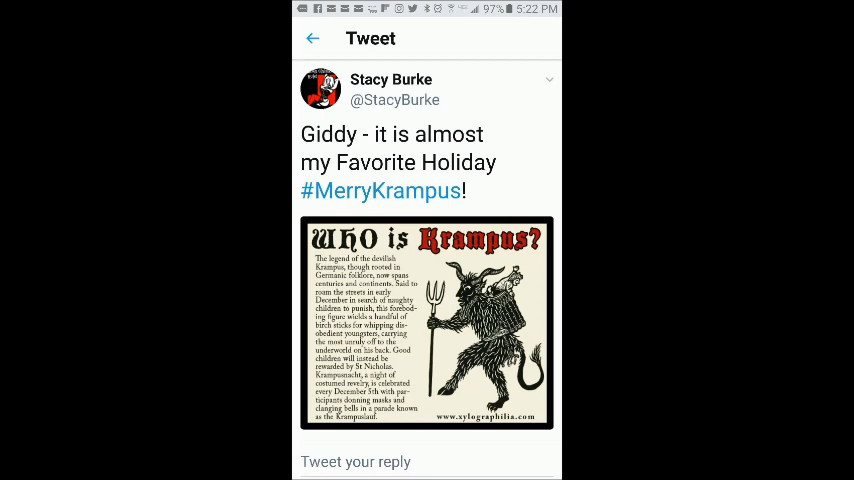 97% 5:22 PM
Tweet
Stacy Burke
@StacyBurke
Giddy - it is almost
my Favorite Holiday
#MerryKrampus!
Who is Krampus?
The legend of the devilish
Krampus, though rooted in
Germanic folklore, now spans
centuries and continents. Said to
roam the streets in early
December in search of naughty
children to punish, this forebod-
ing figure wields a handful of
birch sticks for whipping dis-
obedient youngsters, carrying
the most unruly off to the
underworld on his back. Good
children will instead be
rewarded by St Nicholas.
Krampusnacht, a night of
costumed revelry, is celebrated
every December 5th with par-
ticipants donning masks and
clanging bells in a parade known
as the Krampuslauf.
www.xylographilia.com
Tweet your reply